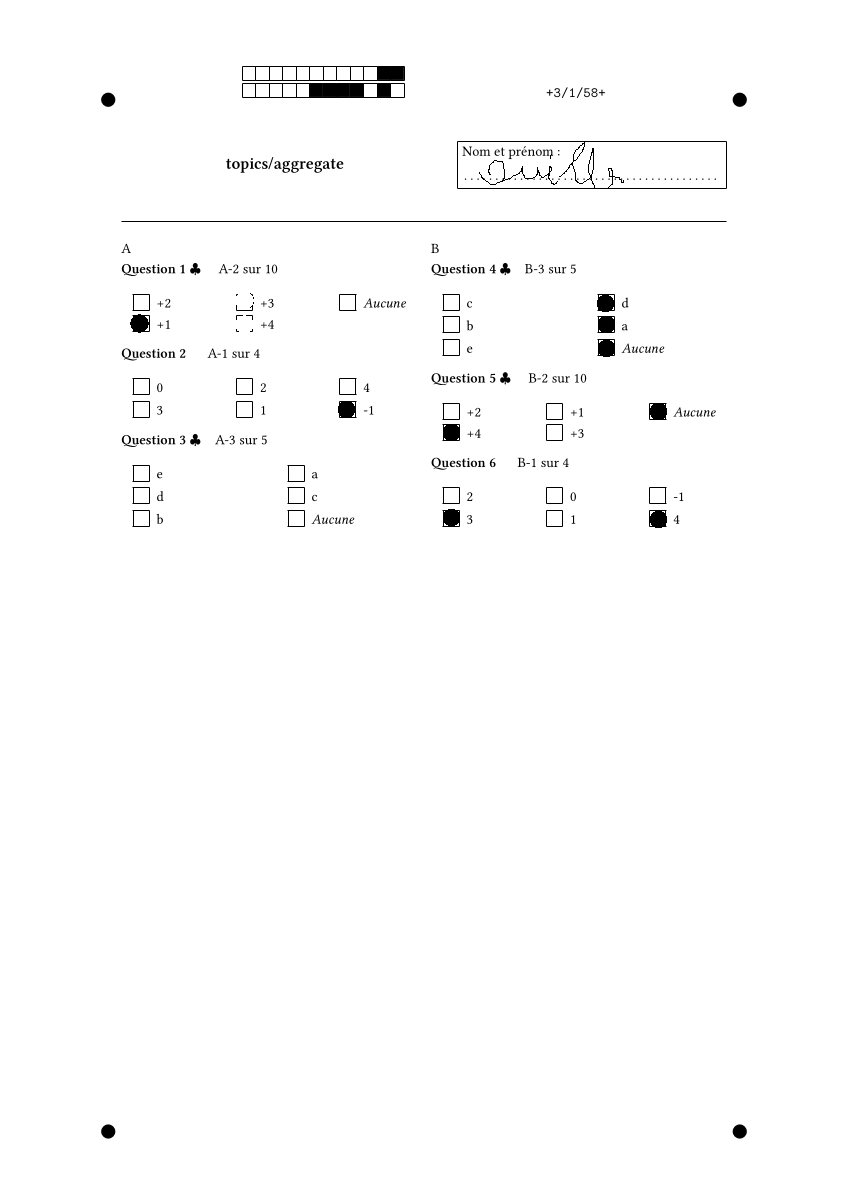 +3/1/58+
topics/aggregate
Nom et prénom :
A
Question 1 ♣ A-2 sur 10
+2 +3 Aucune
+1 +4
Question 2 A-1 sur 4
0 2 4
3 1 -1
Question 3 ♣ A-3 sur 5
e a
d c
b Aucune
B
Question 4 ♣ B-3 sur 5
c d
b a
e Aucune
Question 5 ♣ B-2 sur 10
+2 +1 Aucune
+4 +3
Question 6 B-1 sur 4
2 0 -1
3 1 4